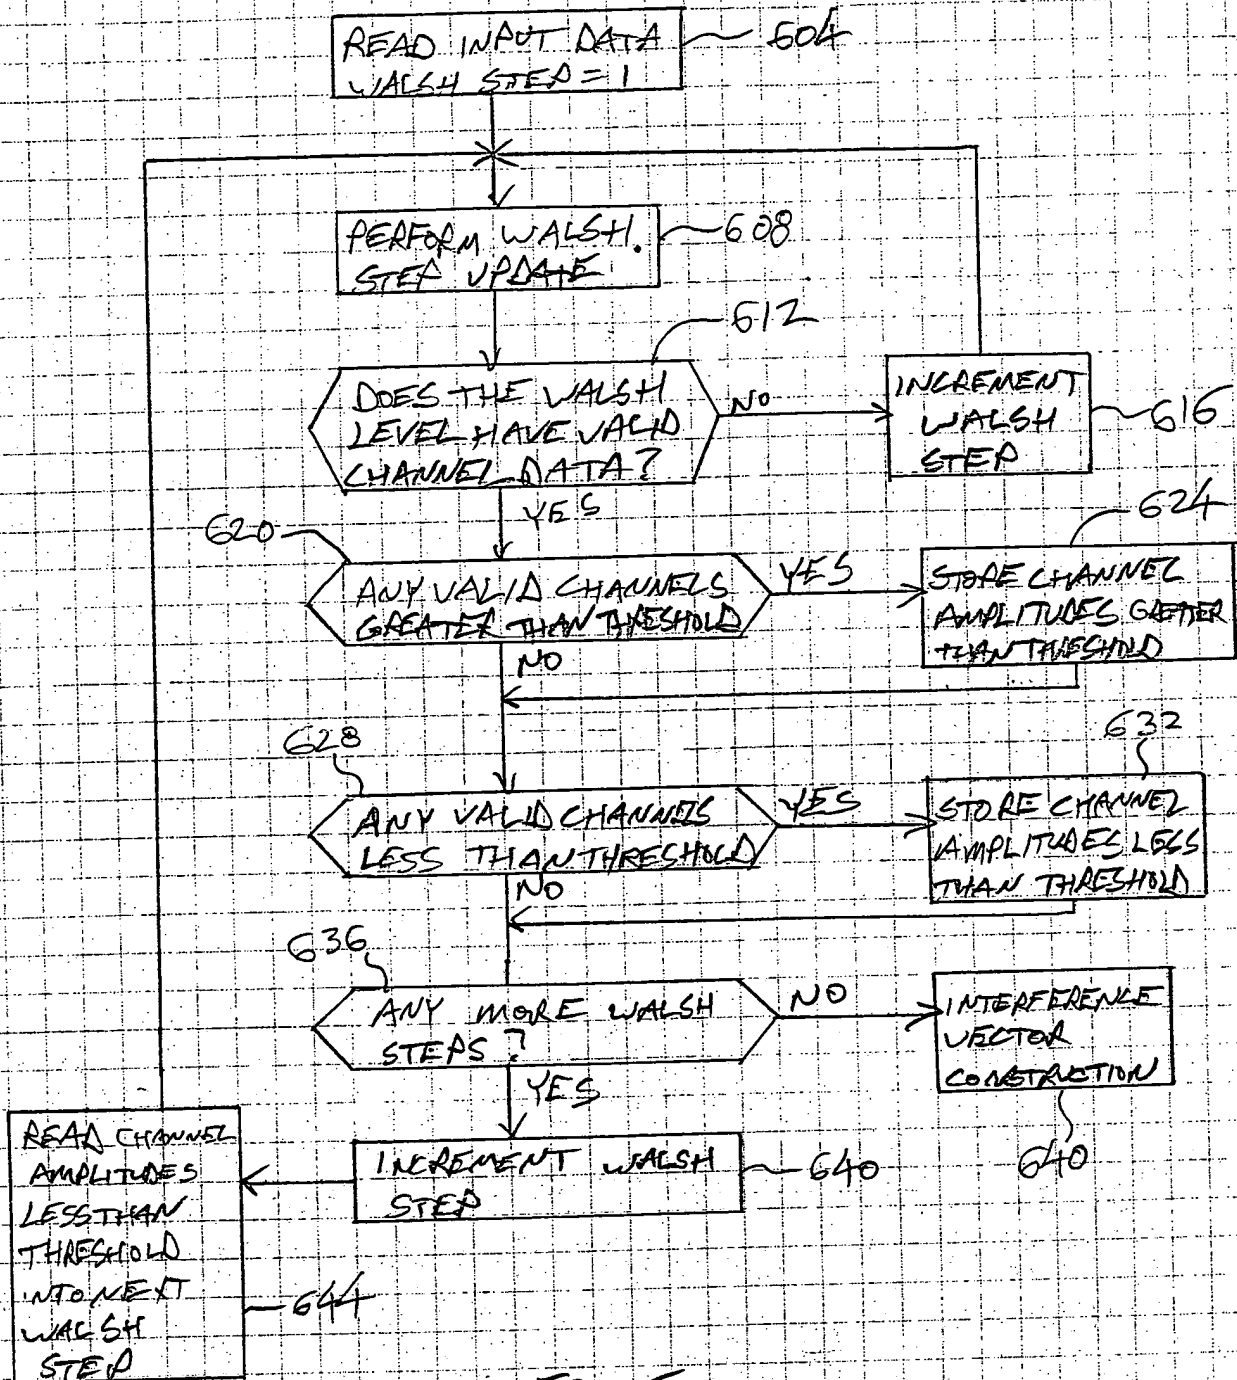 READ INPUT DATA
WALSH STEP = 1
604
PERFORM WALSH
STEP UPDATE
608
612
DOES THE WALSH
LEVEL HAVE VALID
CHANNEL DATA?
NO
INCREMENT
WALSH
STEP
616
YES
620
ANY VALID CHANNELS
GREATER THAN THRESHOLD
YES
624
STORE CHANNEL
AMPLITUDES GREATER
THAN THRESHOLD
NO
628
ANY VALID CHANNELS
LESS THAN THRESHOLD
YES
632
STORE CHANNEL
AMPLITUDES LESS
THAN THRESHOLD
NO
636
ANY MORE WALSH
STEPS?
NO
INTERFERENCE
VECTOR
CONSTRUCTION
640
YES
INCREMENT WALSH
STEP
640
READ CHANNEL
AMPLITUDES
LESS THAN
THRESHOLD
INTO NEXT
WALSH
STEP
644